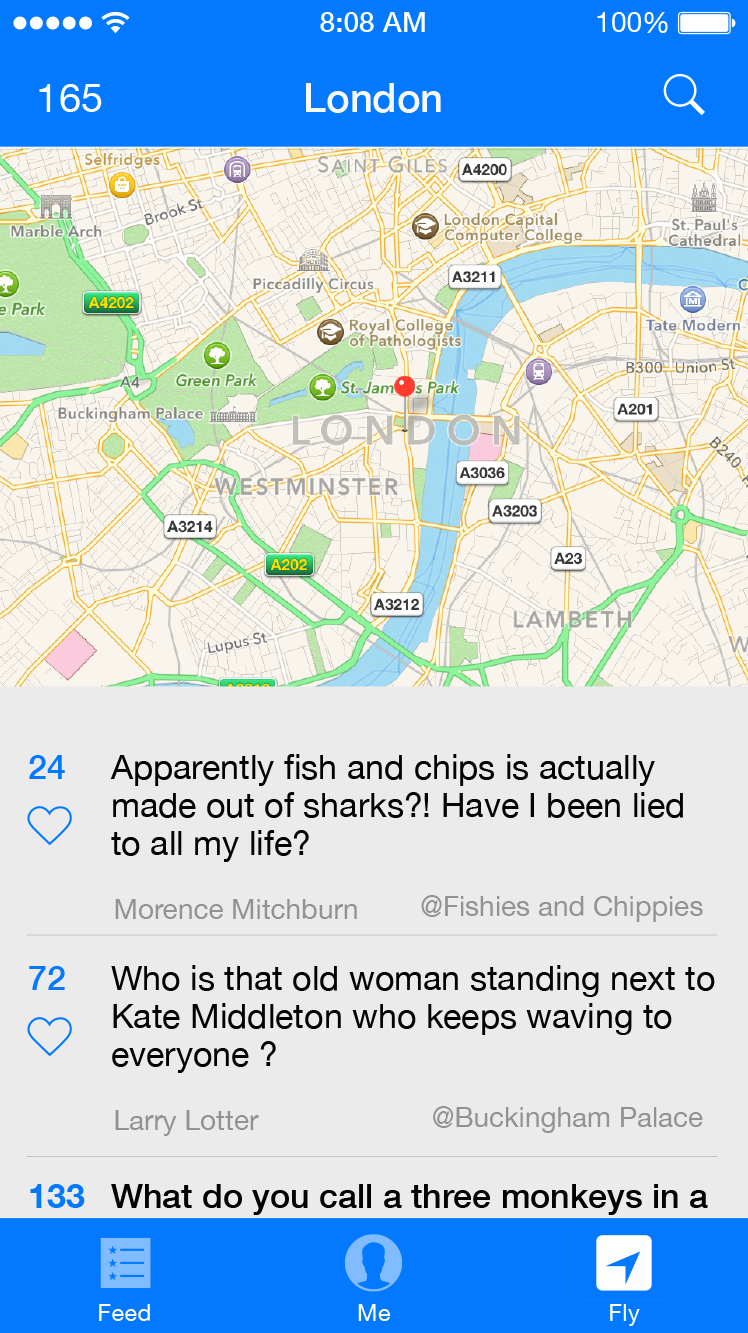 8:08 AM
100%
165
London
Selfridges
SAINT GILES
A4200
Marble Arch
Brook St
London Capital
Computer College
St. Paul's
Cathedral
Piccadilly Circus
A3211
e Park
A4202
Royal College
of Pathologists
Tate Modern
Green Park
A4
St. Jam s Park
B300
Union St
Buckingham Palace
LONDON
A201
B240
WESTMINSTER
A3036
A3203
A3214
A23
A202
A3212
LAMBETH
Lupus St
W
24
Apparently fish and chips is actually
made out of sharks?! Have I been lied
to all my life?
Morence Mitchburn
@Fishies and Chippies
72
Who is that old woman standing next to
Kate Middleton who keeps waving to
everyone ?
Larry Lotter
@Buckingham Palace
133
What do you call a three monkeys in a
Feed
Me
Fly